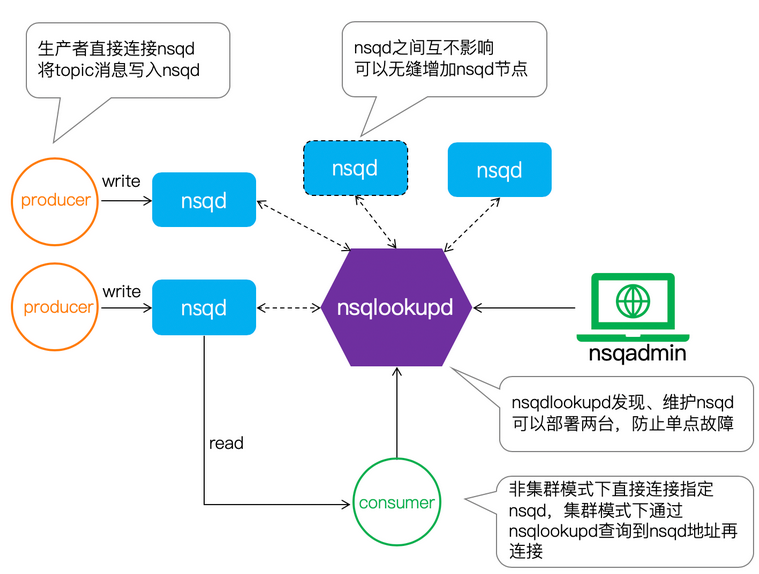 生产者直接连接nsqd
将topic消息写入nsqd
nsqd之间互不影响
可以无缝增加nsqd节点
nsqd
nsqd
producer
write
nsqd
producer
write
nsqd
nsqlookupd
nsqadmin
nsqdlookupd发现、维护nsqd
可以部署两台，防止单点故障
read
consumer
非集群模式下直接连接指定
nsqd，集群模式下通过
nsqlookupd查询到nsqd地址再
连接